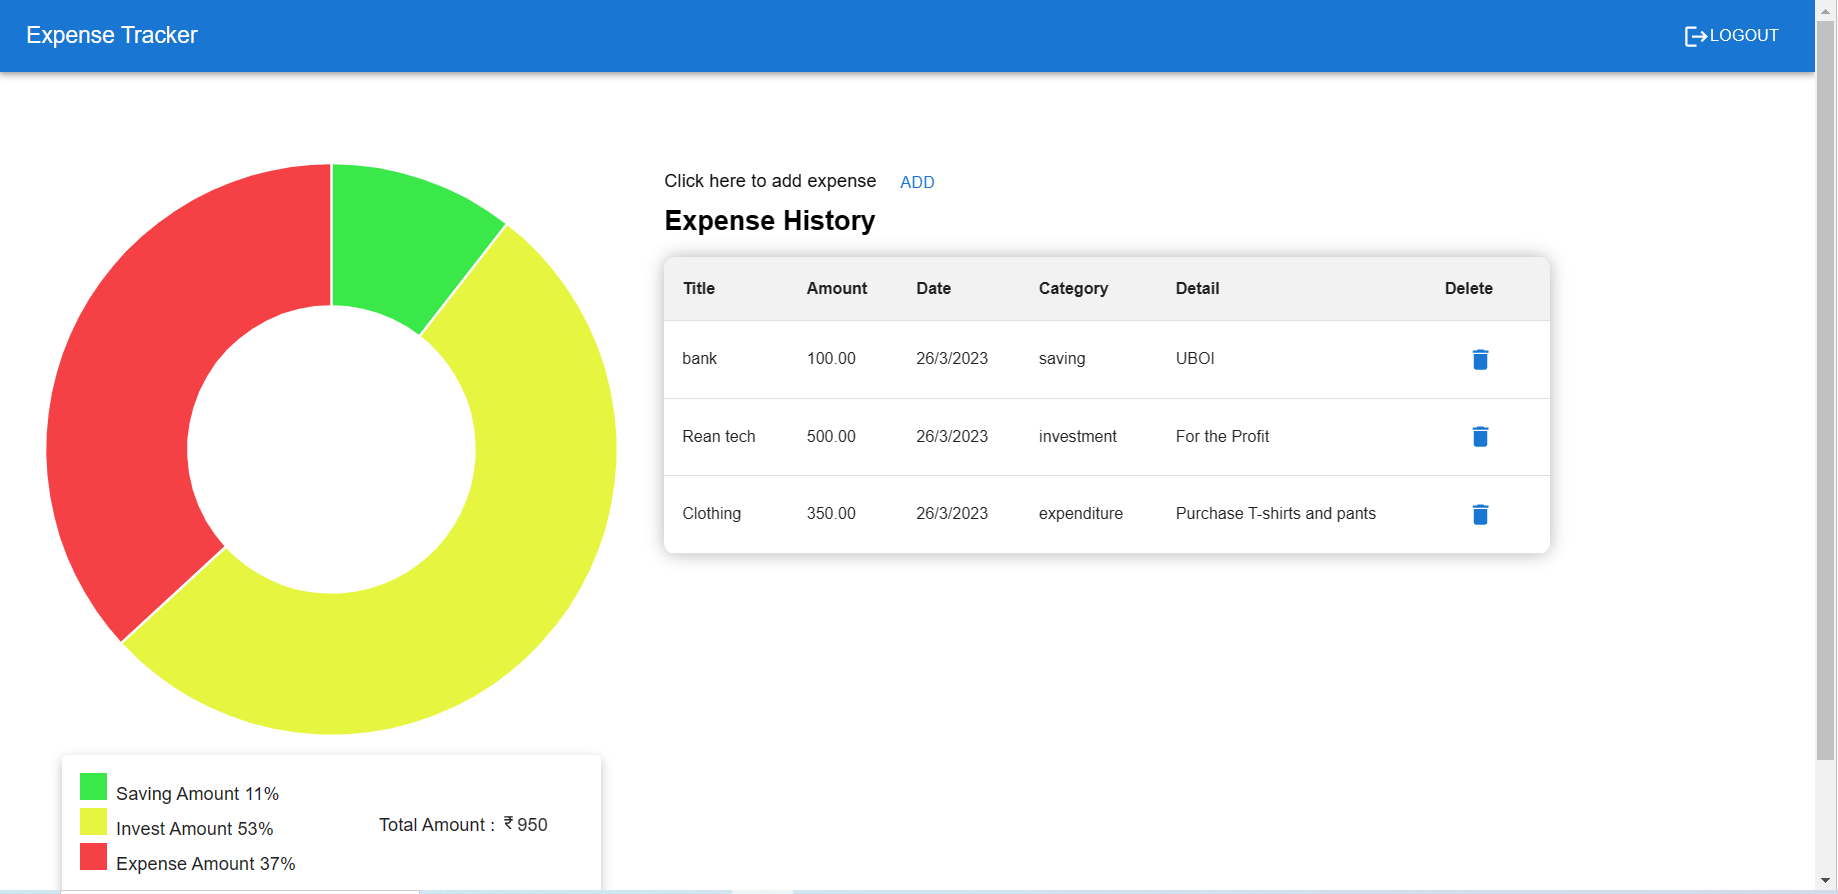 Expense Tracker
LOGOUT
Click here to add expense ADD
Expense History
Title Amount Date Category Detail Delete
bank 100.00 26/3/2023 saving UBOI
Rean tech 500.00 26/3/2023 investment For the Profit
Clothing 350.00 26/3/2023 expenditure Purchase T-shirts and pants
Saving Amount 11%
Invest Amount 53%
Expense Amount 37%
Total Amount : ₹ 950